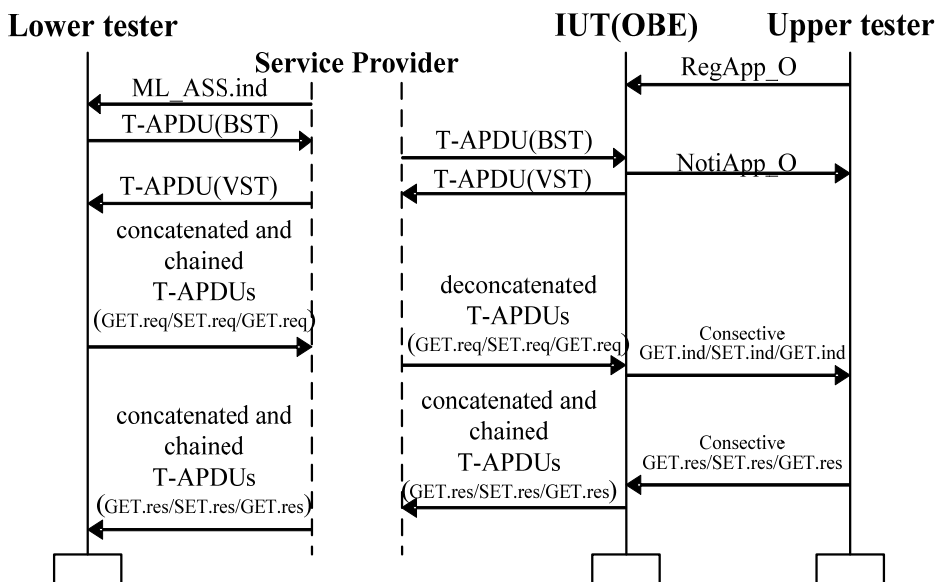 Lower tester
Service Provider
IUT(OBE)
Upper tester
ML_ASS.ind
RegApp_O
T-APDU(BST)
T-APDU(BST)
NotiApp_O
T-APDU(VST)
T-APDU(VST)
concatenated and
chained
T-APDUs
(GET.req/SET.req/GET.req)
deconcatenated
T-APDUs
(GET.req/SET.req/GET.req)
Consective
GET.ind/SET.ind/GET.ind
concatenated and
chained
T-APDUs
(GET.res/SET.res/GET.res)
concatenated and
chained
T-APDUs
(GET.res/SET.res/GET.res)
Consective
GET.res/SET.res/GET.res